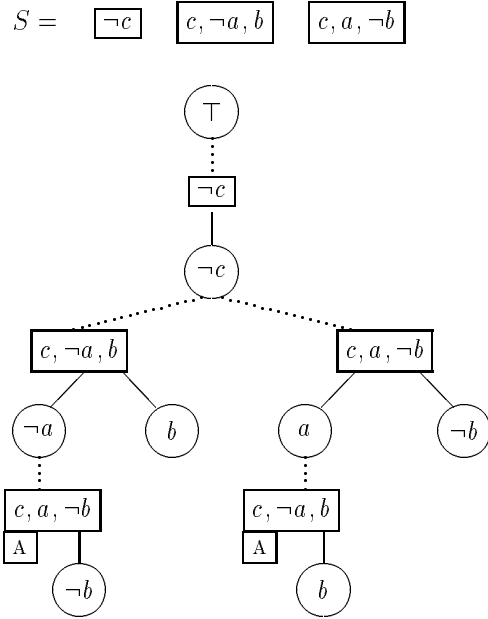 S = ¬c c, ¬a, b c, a, ¬b
⊤
¬c
¬c
c, ¬a, b c, a, ¬b
¬a b a ¬b
c, a, ¬b c, ¬a, b
A A
¬b b